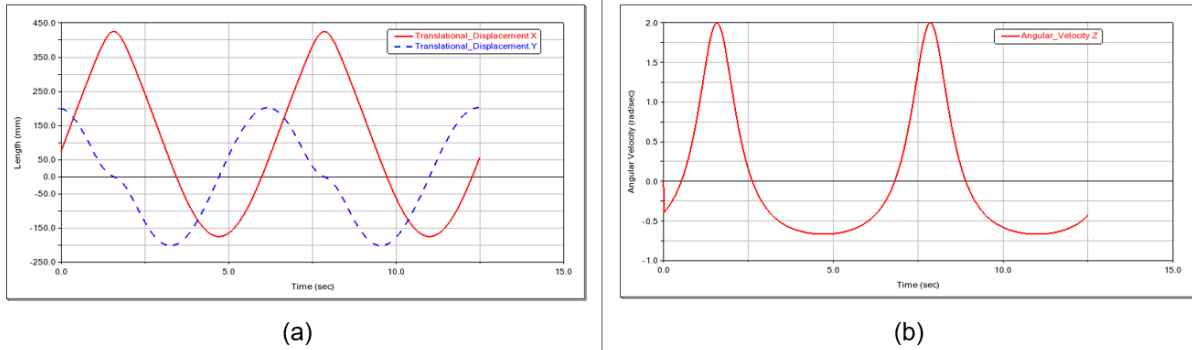 450.0
350.0
250.0
150.0
50.0
0.0
-50.0
-150.0
-250.0
Length (mm)
Translational_Displacement.X
Translational_Displacement.Y
0.0 5.0 10.0 15.0
Time (sec)
(a)
2.0
1.5
1.0
0.5
0.0
-0.5
-1.0
Angular Velocity (rad/sec)
Angular_Velocity.Z
0.0 5.0 10.0 15.0
Time (sec)
(b)